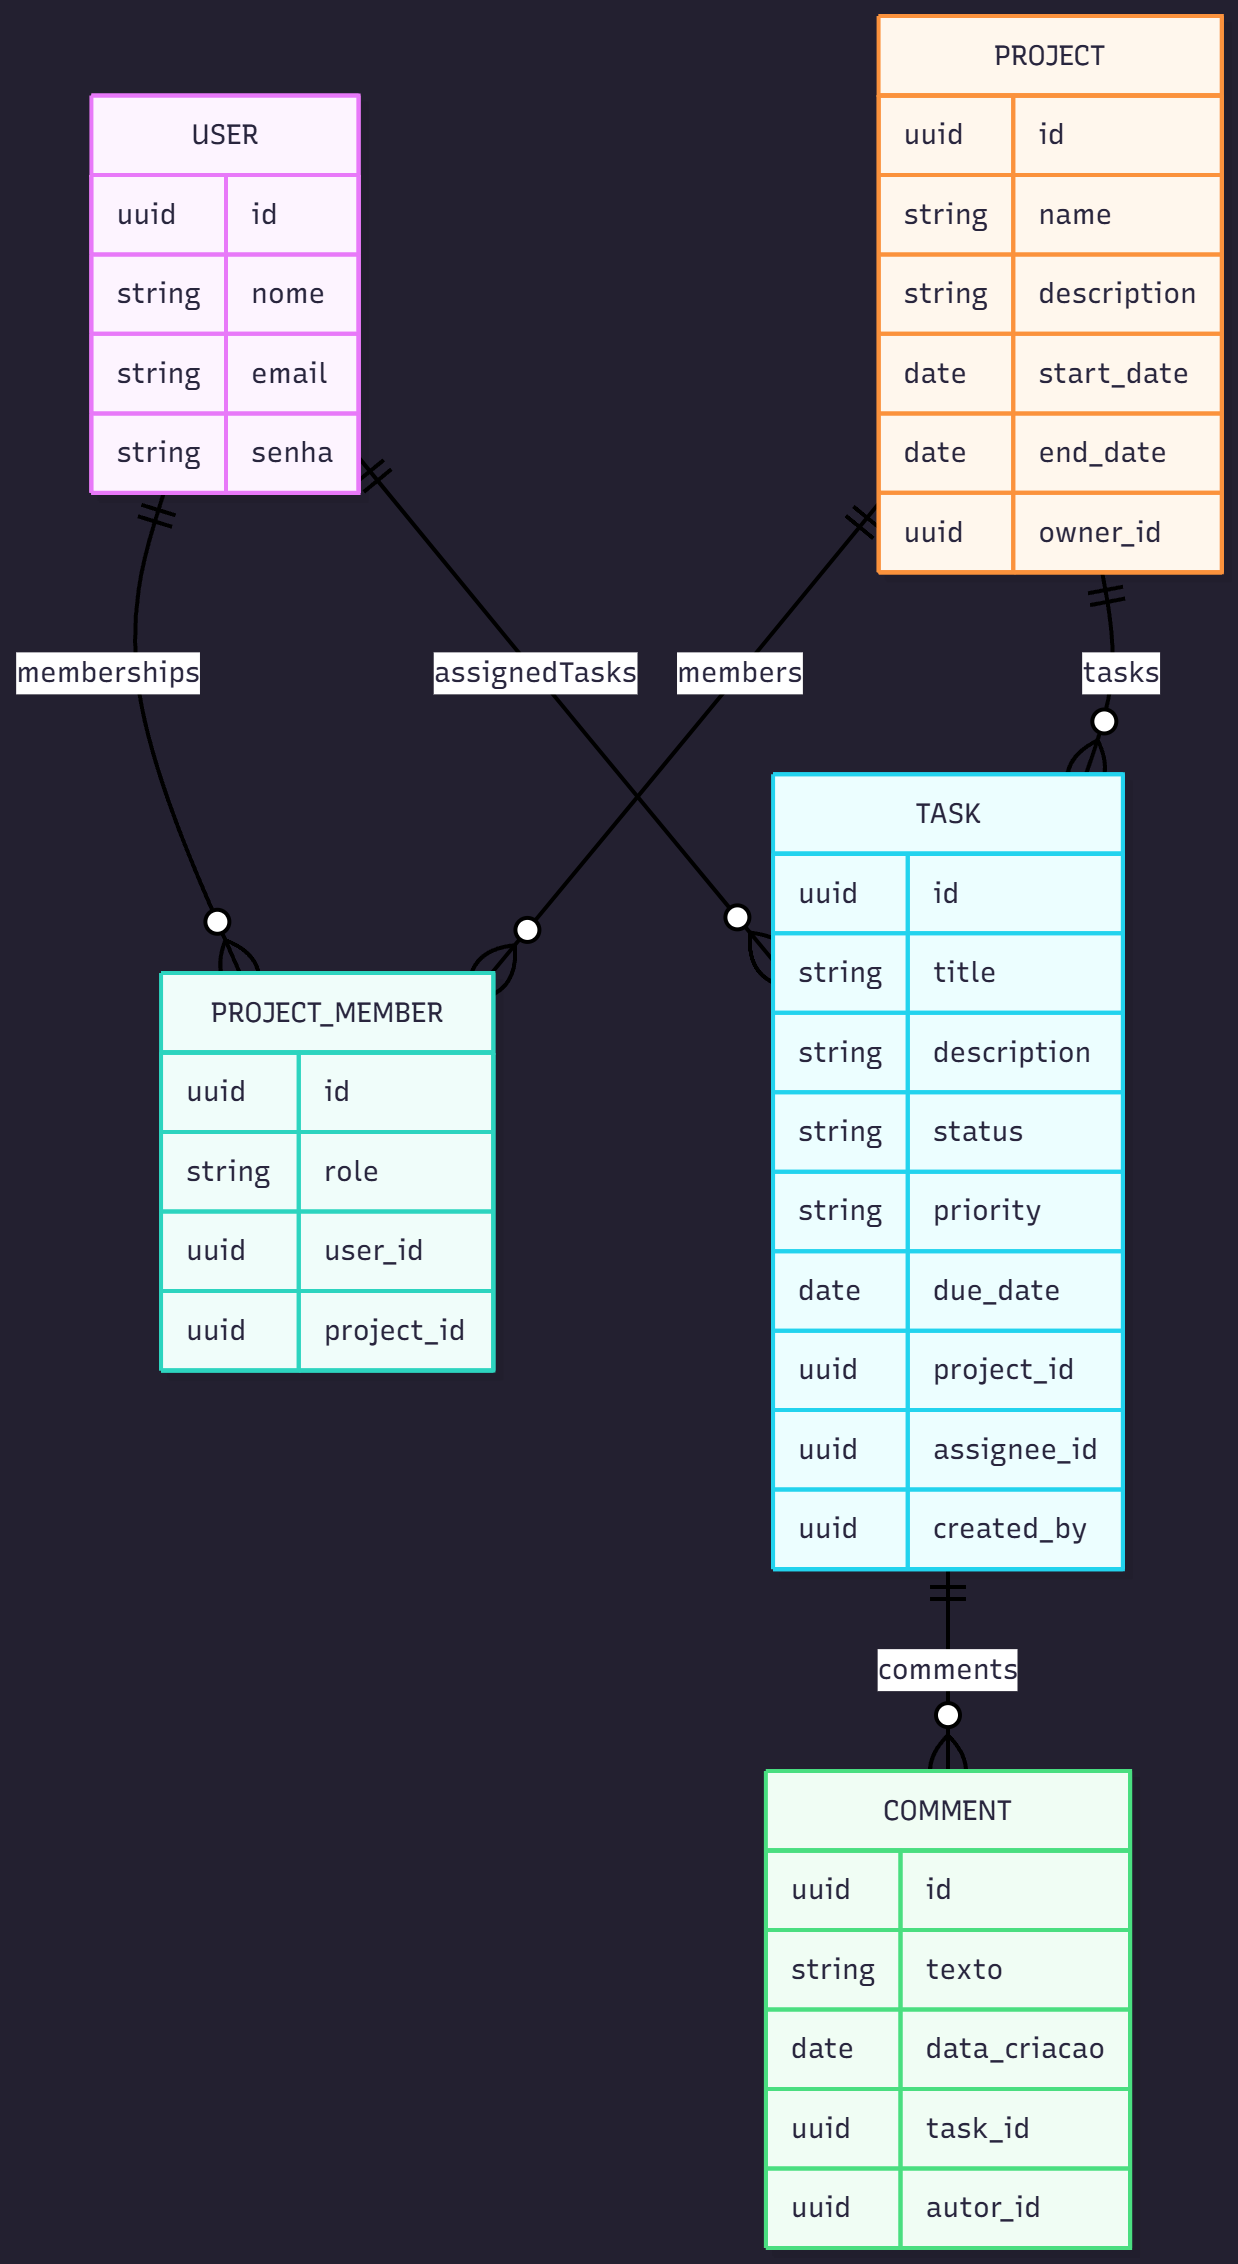 PROJECT
uuid id
string name
string description
date start_date
date end_date
uuid owner_id
USER
uuid id
string nome
string email
string senha
memberships
assignedTasks
members
tasks
TASK
uuid id
string title
string description
string status
string priority
date due_date
uuid project_id
uuid assignee_id
uuid created_by
PROJECT_MEMBER
uuid id
string role
uuid user_id
uuid project_id
comments
COMMENT
uuid id
string texto
date data_criacao
uuid task_id
uuid autor_id